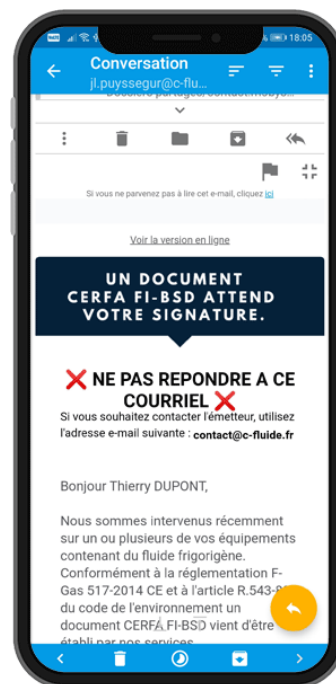 18:05
Conversation
jl.puyssegur@c-flu...
Si vous ne parvenez pas à lire cet e-mail, cliquez ici
Voir la version en ligne
UN DOCUMENT
CERFA FI-BSD ATTEND
VOTRE SIGNATURE.
❌ NE PAS REPONDRE A CE
COURRIEL ❌
Si vous souhaitez contacter l'émetteur, utilisez
l'adresse e-mail suivante : contact@c-fluide.fr
Bonjour Thierry DUPONT,
Nous sommes intervenus récemment
sur un ou plusieurs de vos équipements
contenant du fluide frigorigène.
Conformément à la réglementation F-
Gas 517-2014 CE et à l'article R.543-
du code de l'environnement un
document CERFA FI-BSD vient d'être
établi par nos services